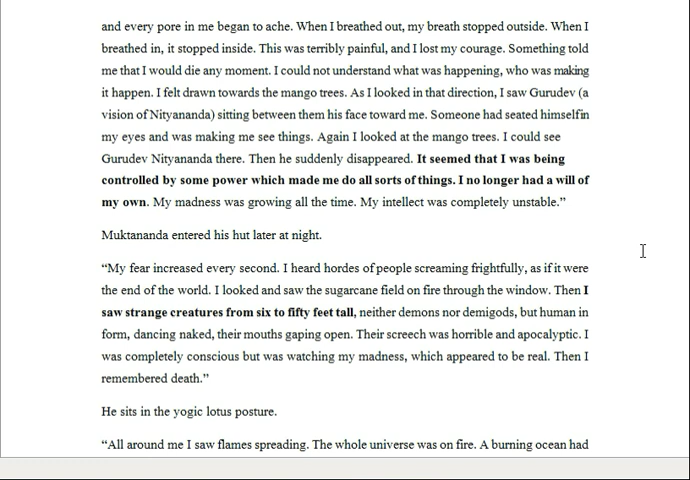 and every pore in me began to ache. When I breathed out, my breath stopped outside. When I
breathed in, it stopped inside. This was terribly painful, and I lost my courage. Something told
me that I would die any moment. I could not understand what was happening, who was making
it happen. I felt drawn towards the mango trees. As I looked in that direction, I saw Gurudev (a
vision of Nityananda) sitting between them his face toward me. Someone had seated himselfin
my eyes and was making me see things. Again I looked at the mango trees. I could see
Gurudev Nityananda there. Then he suddenly disappeared. It seemed that I was being
controlled by some power which made me do all sorts of things. I no longer had a will of
my own. My madness was growing all the time. My intellect was completely unstable.”
Muktananda entered his hut later at night.
“My fear increased every second. I heard hordes of people screaming frightfully, as if it were
the end of the world. I looked and saw the sugarcane field on fire through the window. Then I
saw strange creatures from six to fifty feet tall, neither demons nor demigods, but human in
form, dancing naked, their mouths gaping open. Their screech was horrible and apocalyptic. I
was completely conscious but was watching my madness, which appeared to be real. Then I
remembered death.”
He sits in the yogic lotus posture.
“All around me I saw flames spreading. The whole universe was on fire. A burning ocean had